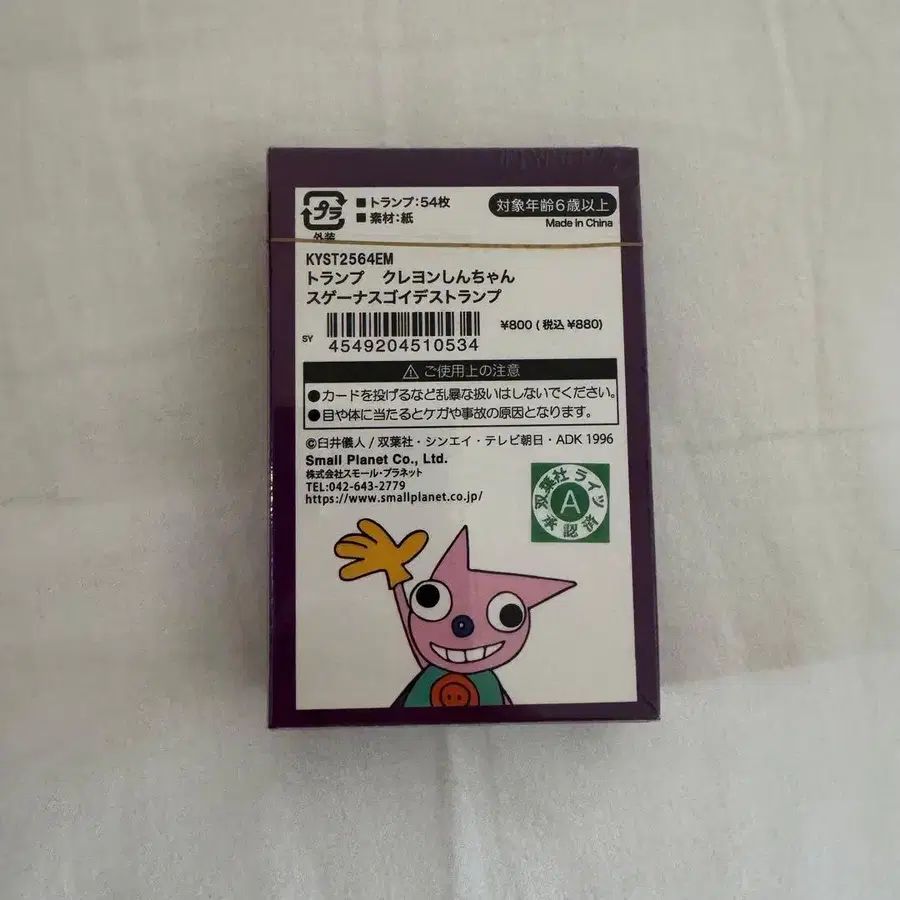 プラ
外装
■トランプ:54枚
■素材:紙
対象年齢6歳以上
Made in China
KYST2564EM
トランプ クレヨンしんちゃん
スゲーナスゴイデストランプ
¥800 (税込 ¥880)
SY
4549204510534
⚠ ご使用上の注意
●カードを投げるなど乱暴な扱いはしないでください。
●目や体に当たるとケガや事故の原因となります。
©臼井儀人 / 双葉社・シンエイ・テレビ朝日・ADK 1996
Small Planet Co., Ltd.
株式会社スモール・プラネット
TEL:042-643-2779
https://www.smallplanet.co.jp/
双葉社 ライツ
A
承認済